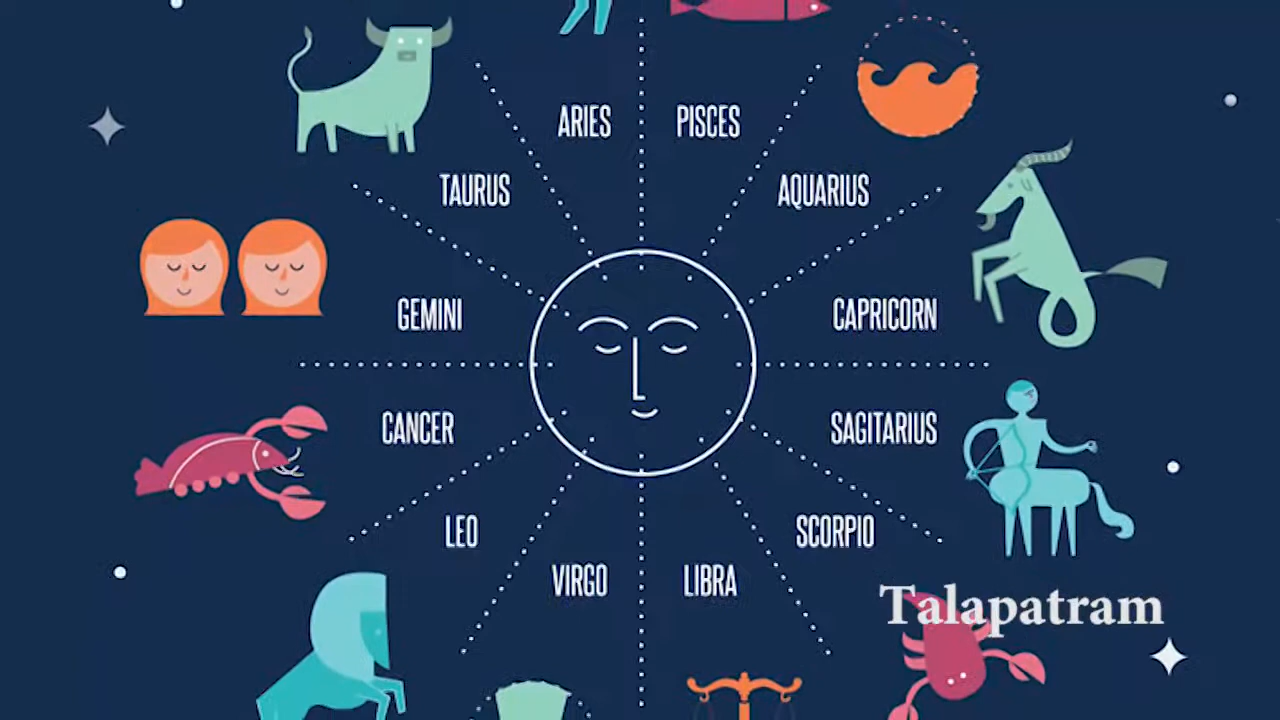 ARIES
PISCES
TAURUS
AQUARIUS
GEMINI
CAPRICORN
CANCER
SAGITARIUS
LEO
SCORPIO
VIRGO
LIBRA
Talapatram